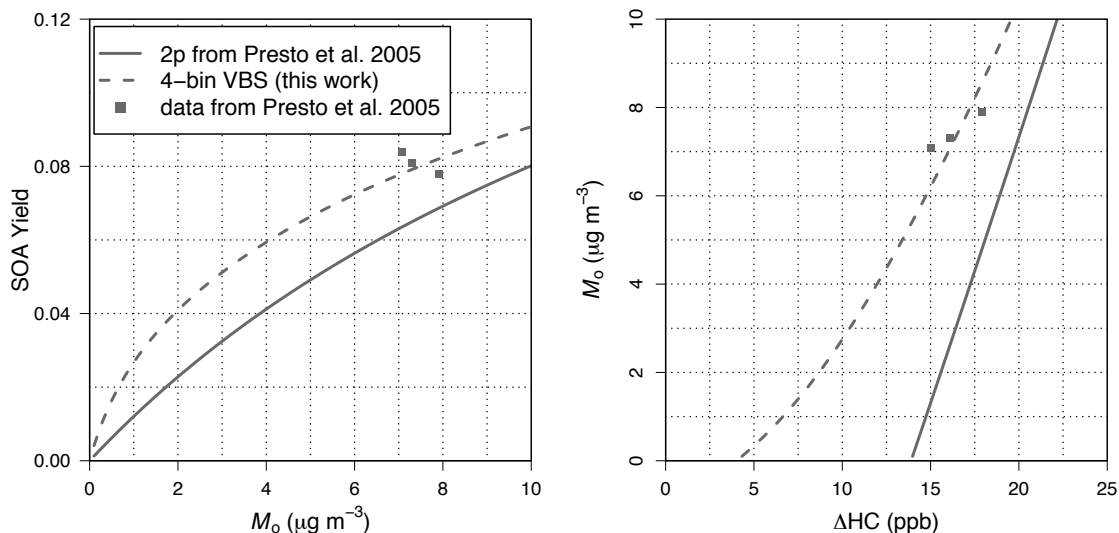 0.12
2p from Presto et al. 2005
4−bin VBS (this work)
data from Presto et al. 2005
0.08
SOA Yield
0.04
0.00
0 2 4 6 8 10
Mo (μg m−3)
10
8
6
Mo (μg m−3)
4
2
0
0 5 10 15 20 25
ΔHC (ppb)